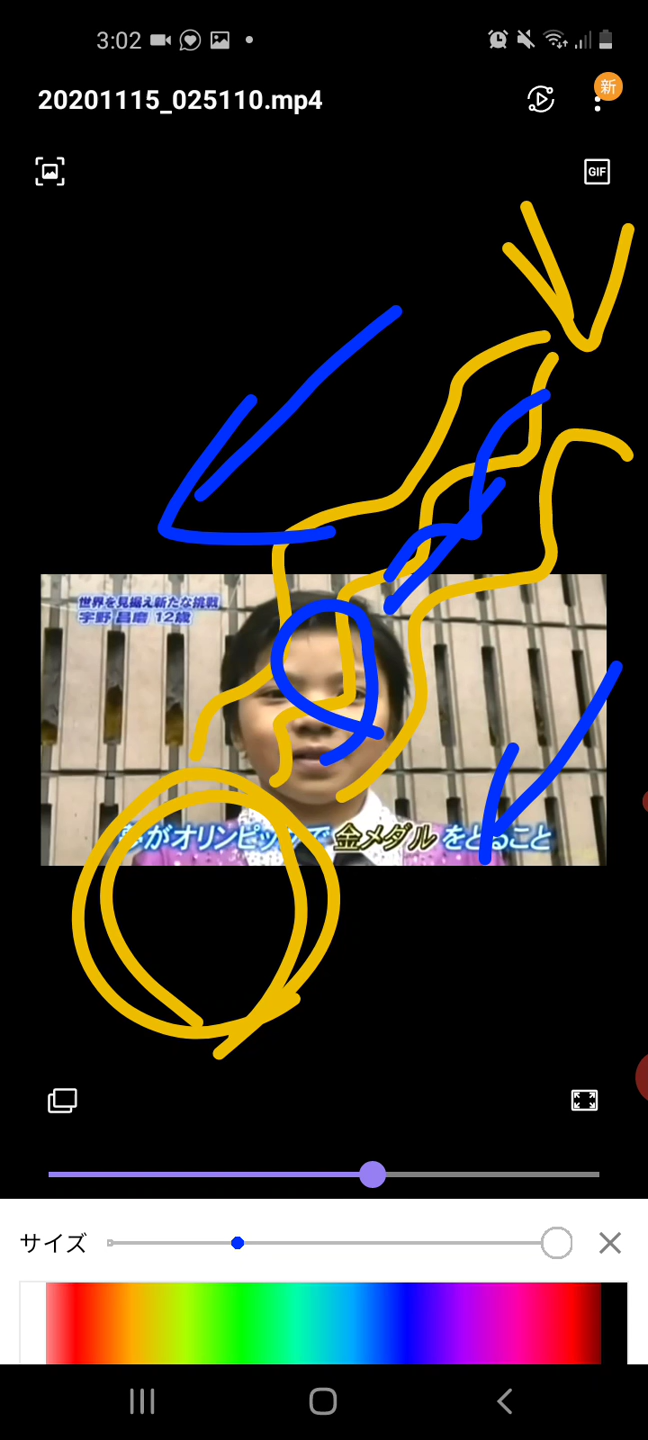 3:02
20201115_025110.mp4
新
GIF
世界を見据え新たな挑戦
宇野 昌磨 12歳
がオリンピックで 金メダル をとること
サイズ